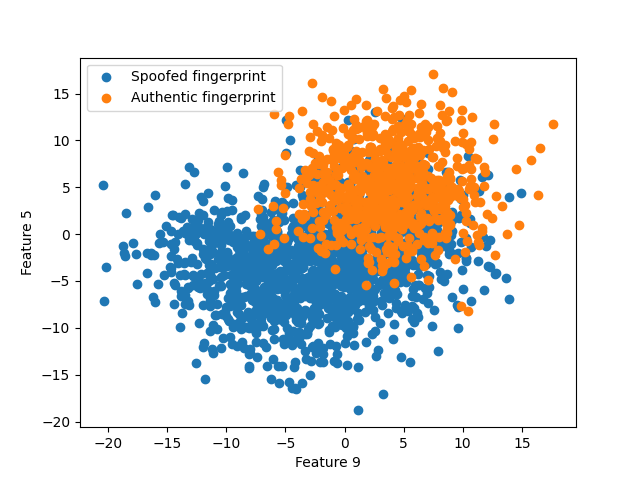 Spoofed fingerprint
Authentic fingerprint
15
10
5
0
−5
−10
−15
−20
Feature 5
−20 −15 −10 −5 0 5 10 15
Feature 9